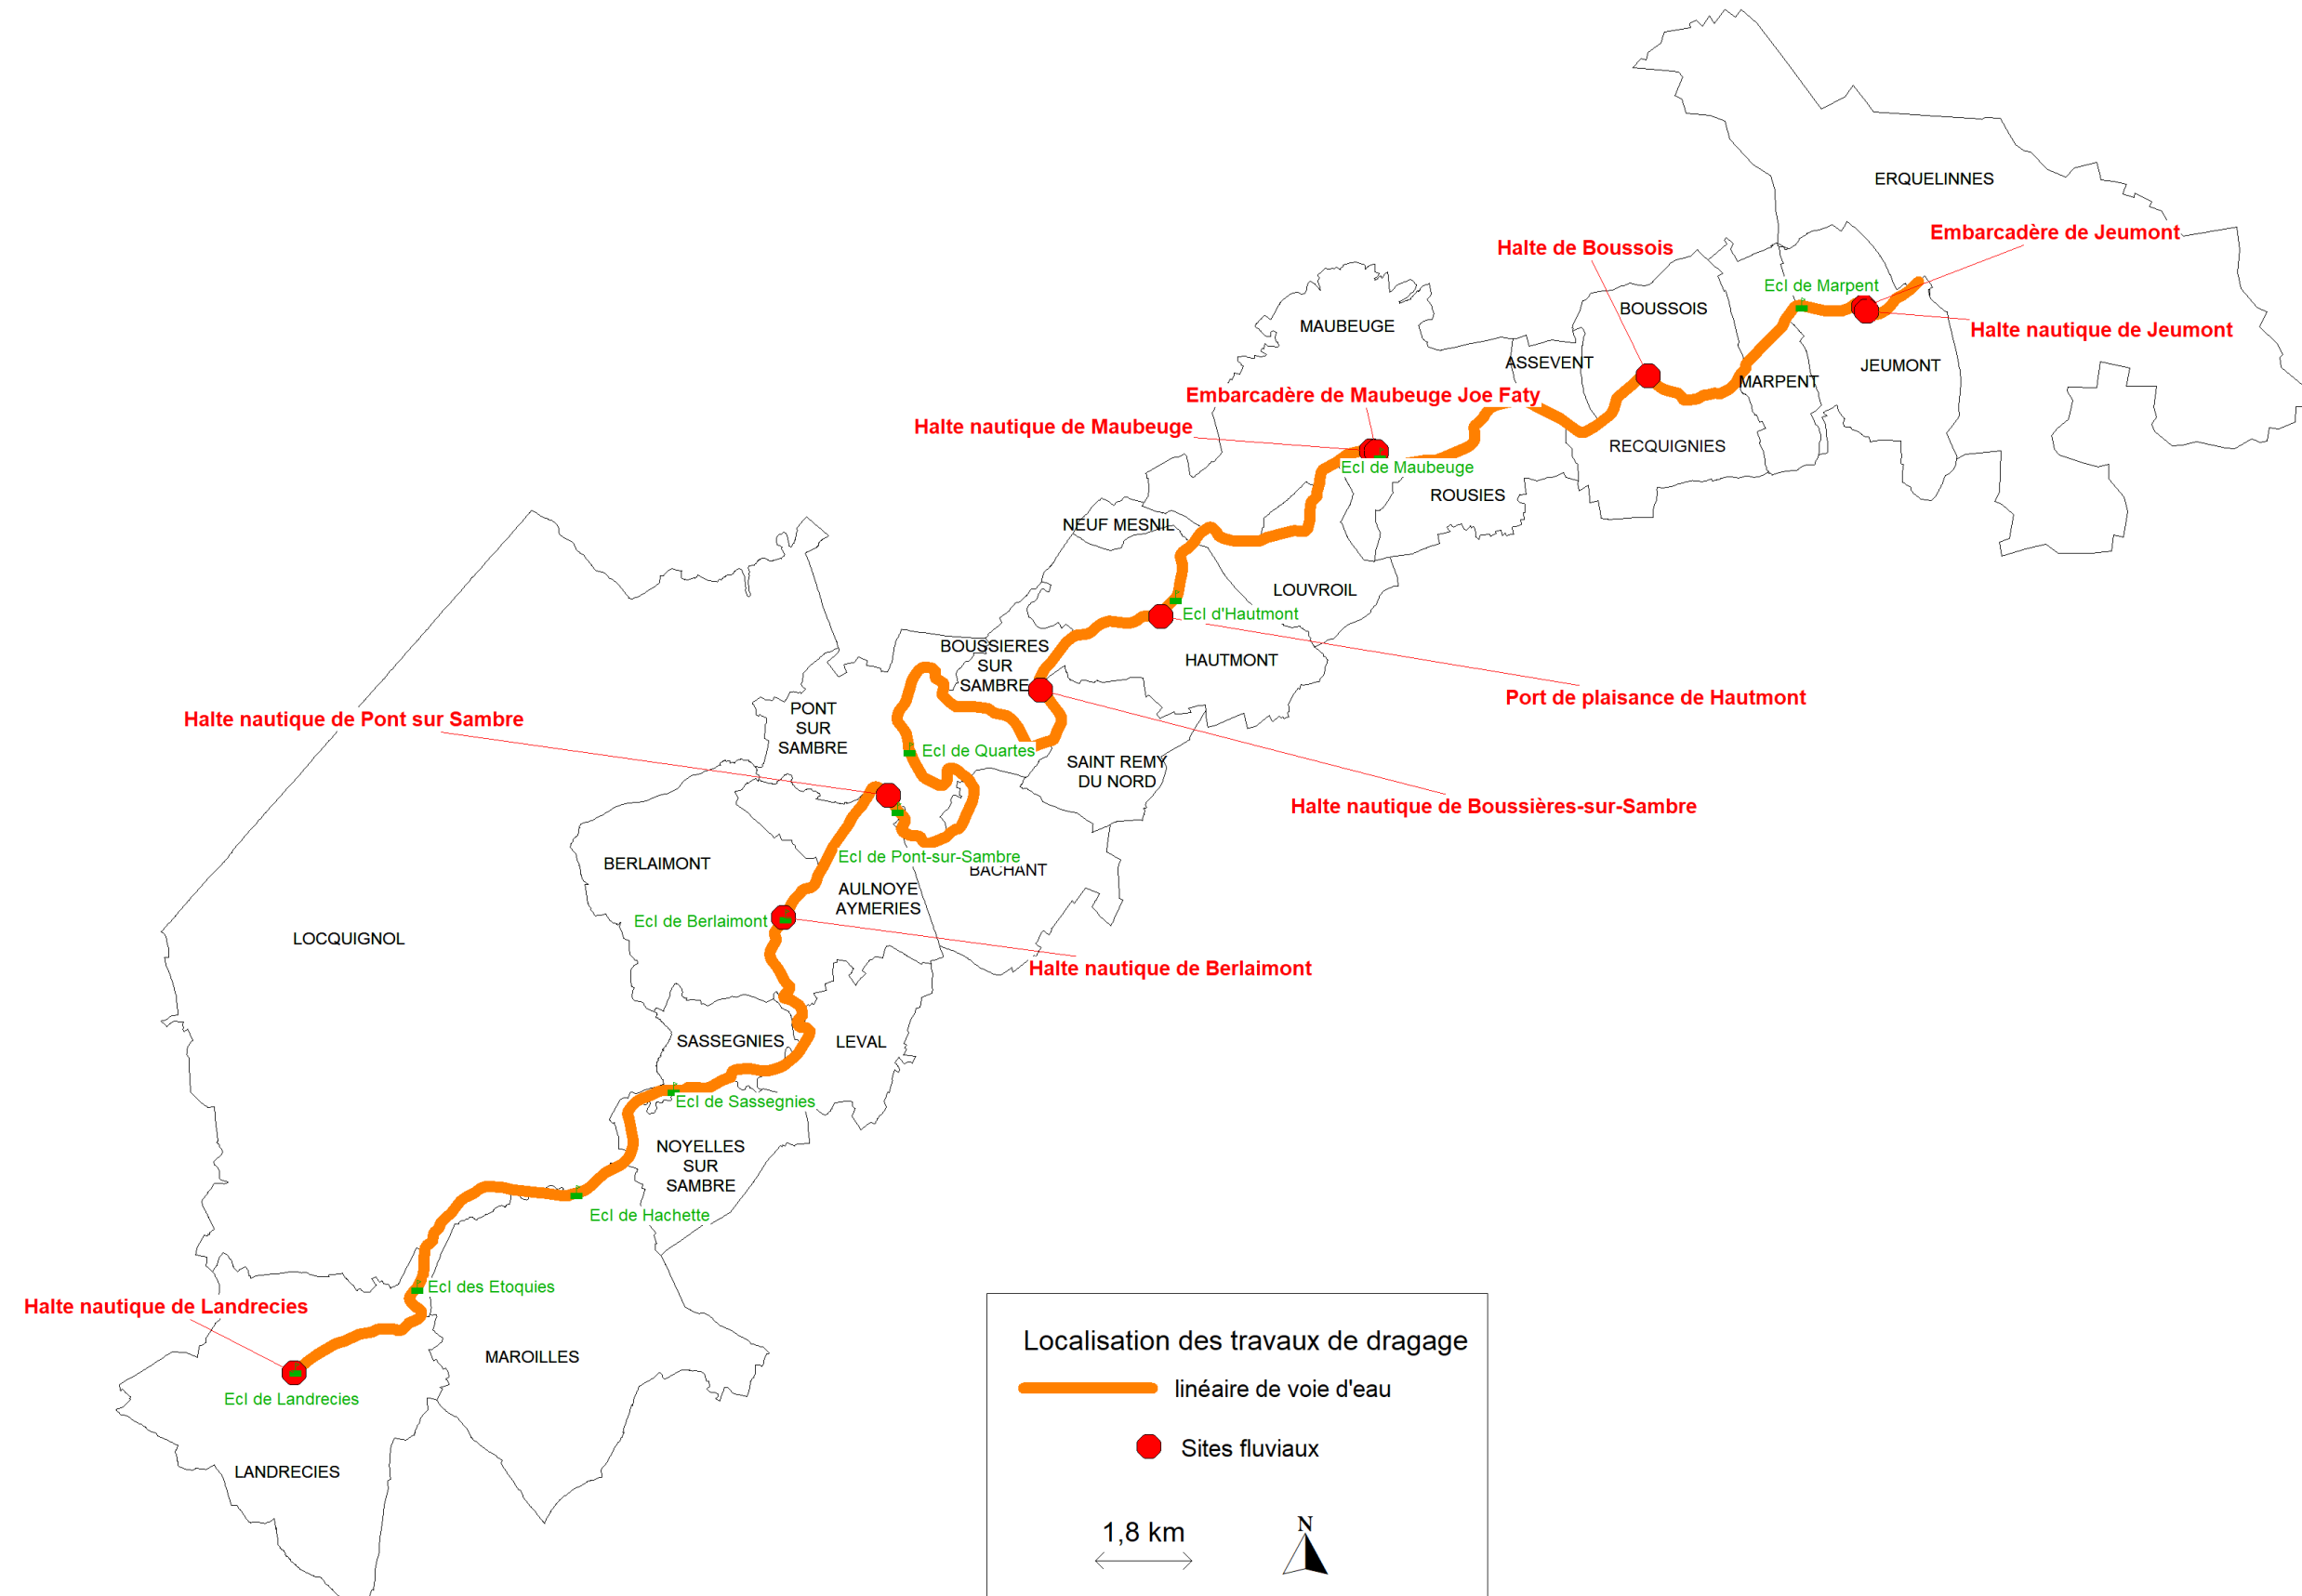 ERQUELINNES
Embarcadère de Jeumont
Halte de Boussois
Ecl de Marpent
BOUSSOIS
MAUBEUGE
Halte nautique de Jeumont
ASSEVENT
JEUMONT
MARPENT
Embarcadère de Maubeuge Joe Faty
Halte nautique de Maubeuge
RECQUIGNIES
Ecl de Maubeuge
ROUSIES
NEUF MESNIL
LOUVROIL
Ecl d'Hautmont
BOUSSIERES
SUR
SAMBRE
HAUTMONT
Port de plaisance de Hautmont
PONT
SUR
SAMBRE
Halte nautique de Pont sur Sambre
Ecl de Quartes
SAINT REMY
DU NORD
Halte nautique de Boussières-sur-Sambre
Ecl de Pont-sur-Sambre
BERLAIMONT
BACHANT
AULNOYE
AYMERIES
Ecl de Berlaimont
LOCQUIGNOL
Halte nautique de Berlaimont
SASSEGNIES
LEVAL
Ecl de Sassegnies
NOYELLES
SUR
SAMBRE
Ecl de Hachette
Ecl des Etoquies
Halte nautique de Landrecies
MAROILLES
Ecl de Landrecies
LANDRECIES
Localisation des travaux de dragage
linéaire de voie d'eau
Sites fluviaux
1,8 km
N